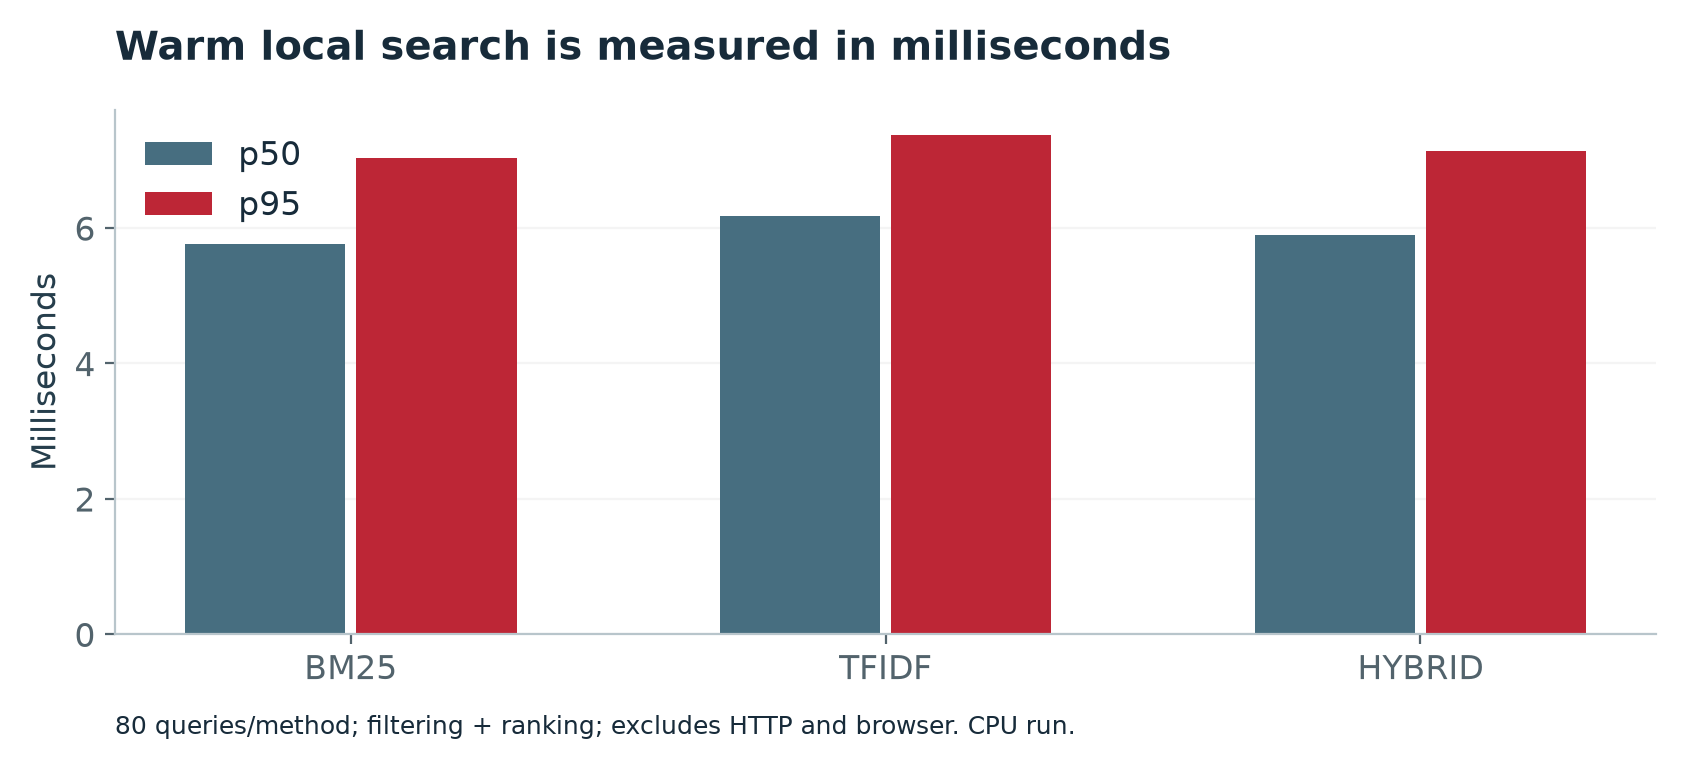 Warm local search is measured in milliseconds
p50
p95
6
4
2
0
Milliseconds
BM25
TFIDF
HYBRID
80 queries/method; filtering + ranking; excludes HTTP and browser. CPU run.